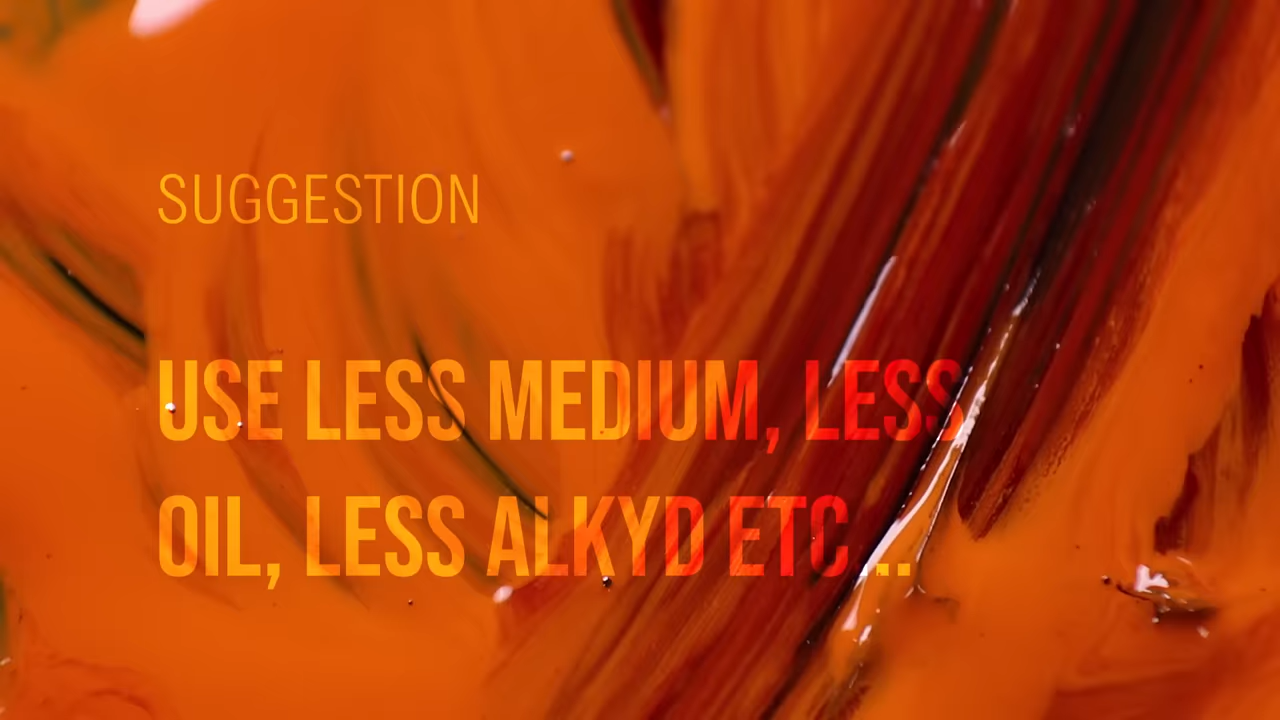 SUGGESTION
USE LESS MEDIUM, LESS
OIL, LESS ALKYD ETC...